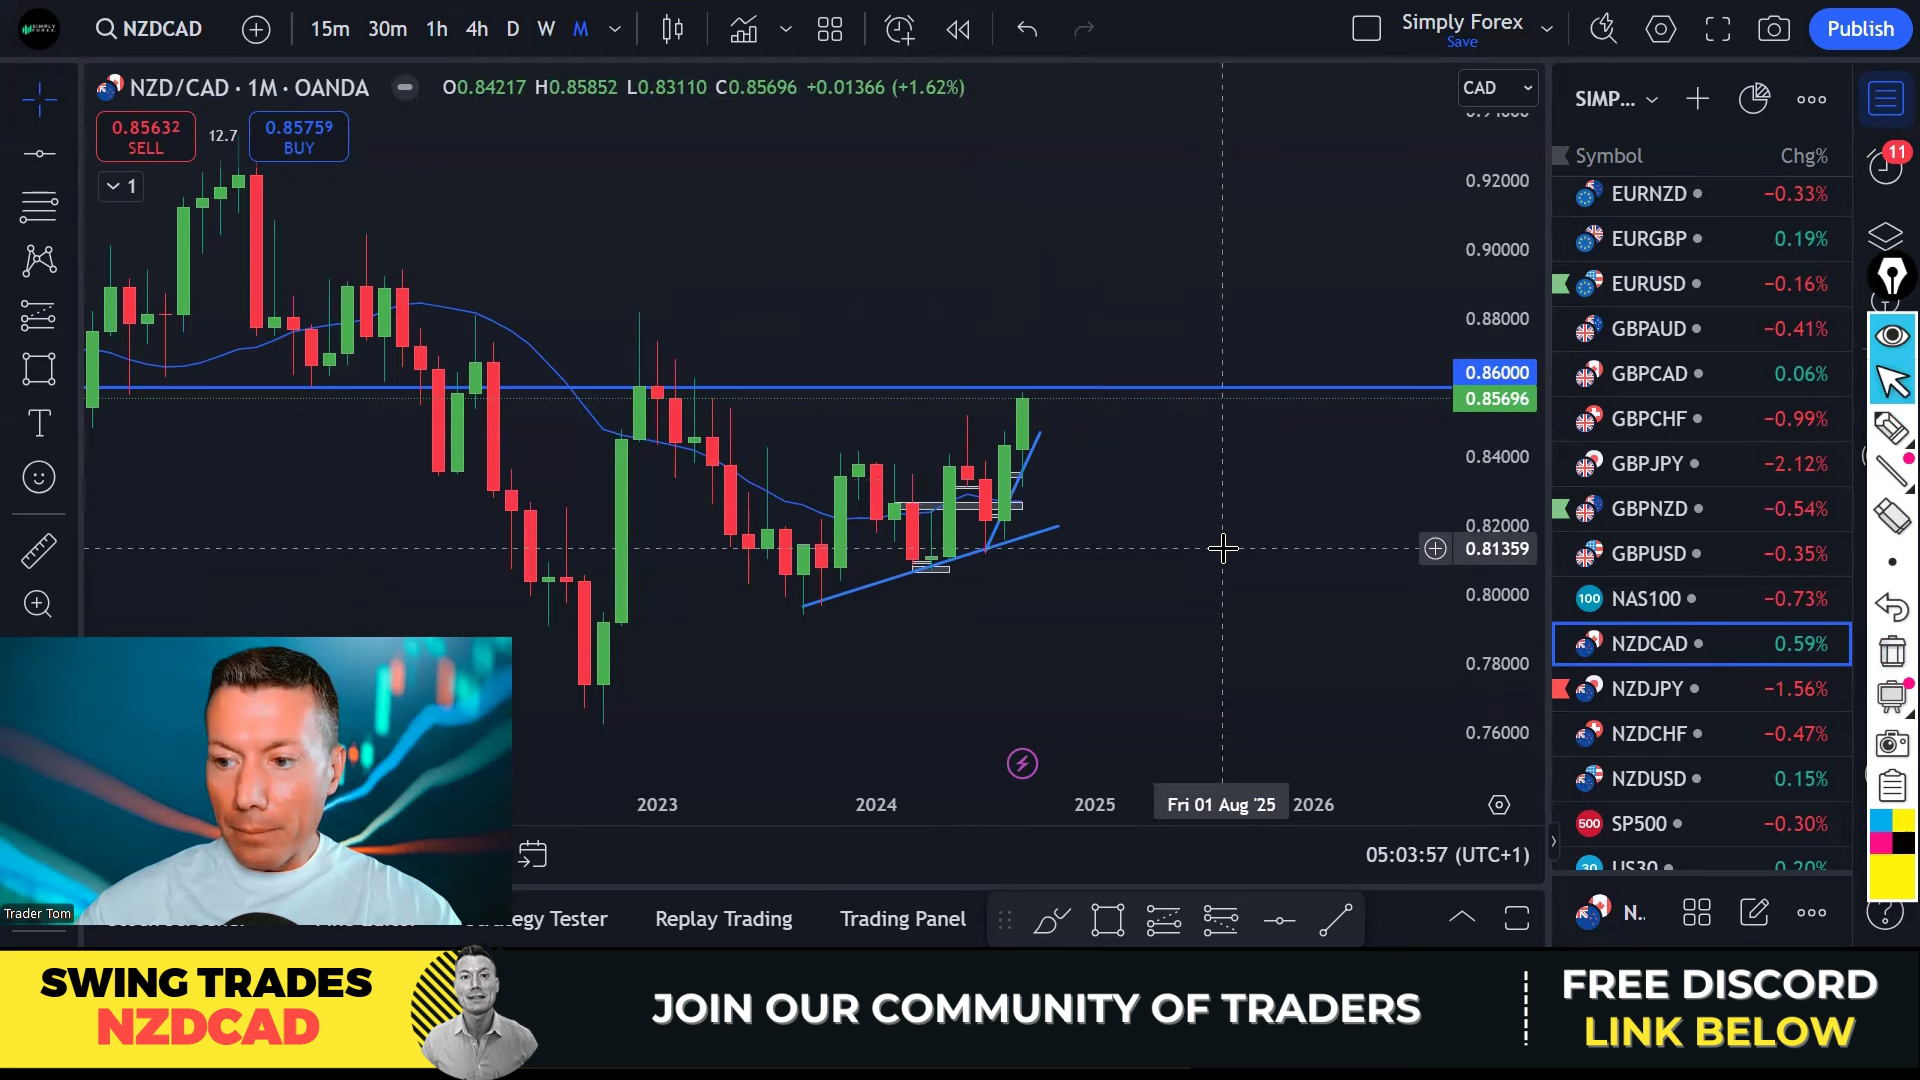 NZDCAD
15m 30m 1h 4h D W M
Simply Forex
Save
Publish
NZD/CAD · 1M · OANDA
O0.84217 H0.85852 L0.83110 C0.85696 +0.01366 (+1.62%)
CAD
0.85632
SELL
12.7
0.85759
BUY
1
0.92000
0.90000
0.88000
0.86000
0.85696
0.84000
0.82000
0.81359
0.80000
0.78000
0.76000
2023 2024 2025 Fri 01 Aug '25 2026
05:03:57 (UTC+1)
SIMP...
11
Symbol Chg%
EURNZD −0.33%
EURGBP 0.19%
EURUSD −0.16%
GBPAUD −0.41%
GBPCAD 0.06%
GBPCHF −0.99%
GBPJPY −2.12%
GBPNZD −0.54%
GBPUSD −0.35%
100 NAS100 −0.73%
NZDCAD 0.59%
NZDJPY −1.56%
NZDCHF −0.47%
NZDUSD 0.15%
500 SP500 −0.30%
30 US30 0.20%
N..
Trader Tom
Tester Replay Trading Trading Panel
SWING TRADES
NZDCAD
JOIN OUR COMMUNITY OF TRADERS
FREE DISCORD
LINK BELOW